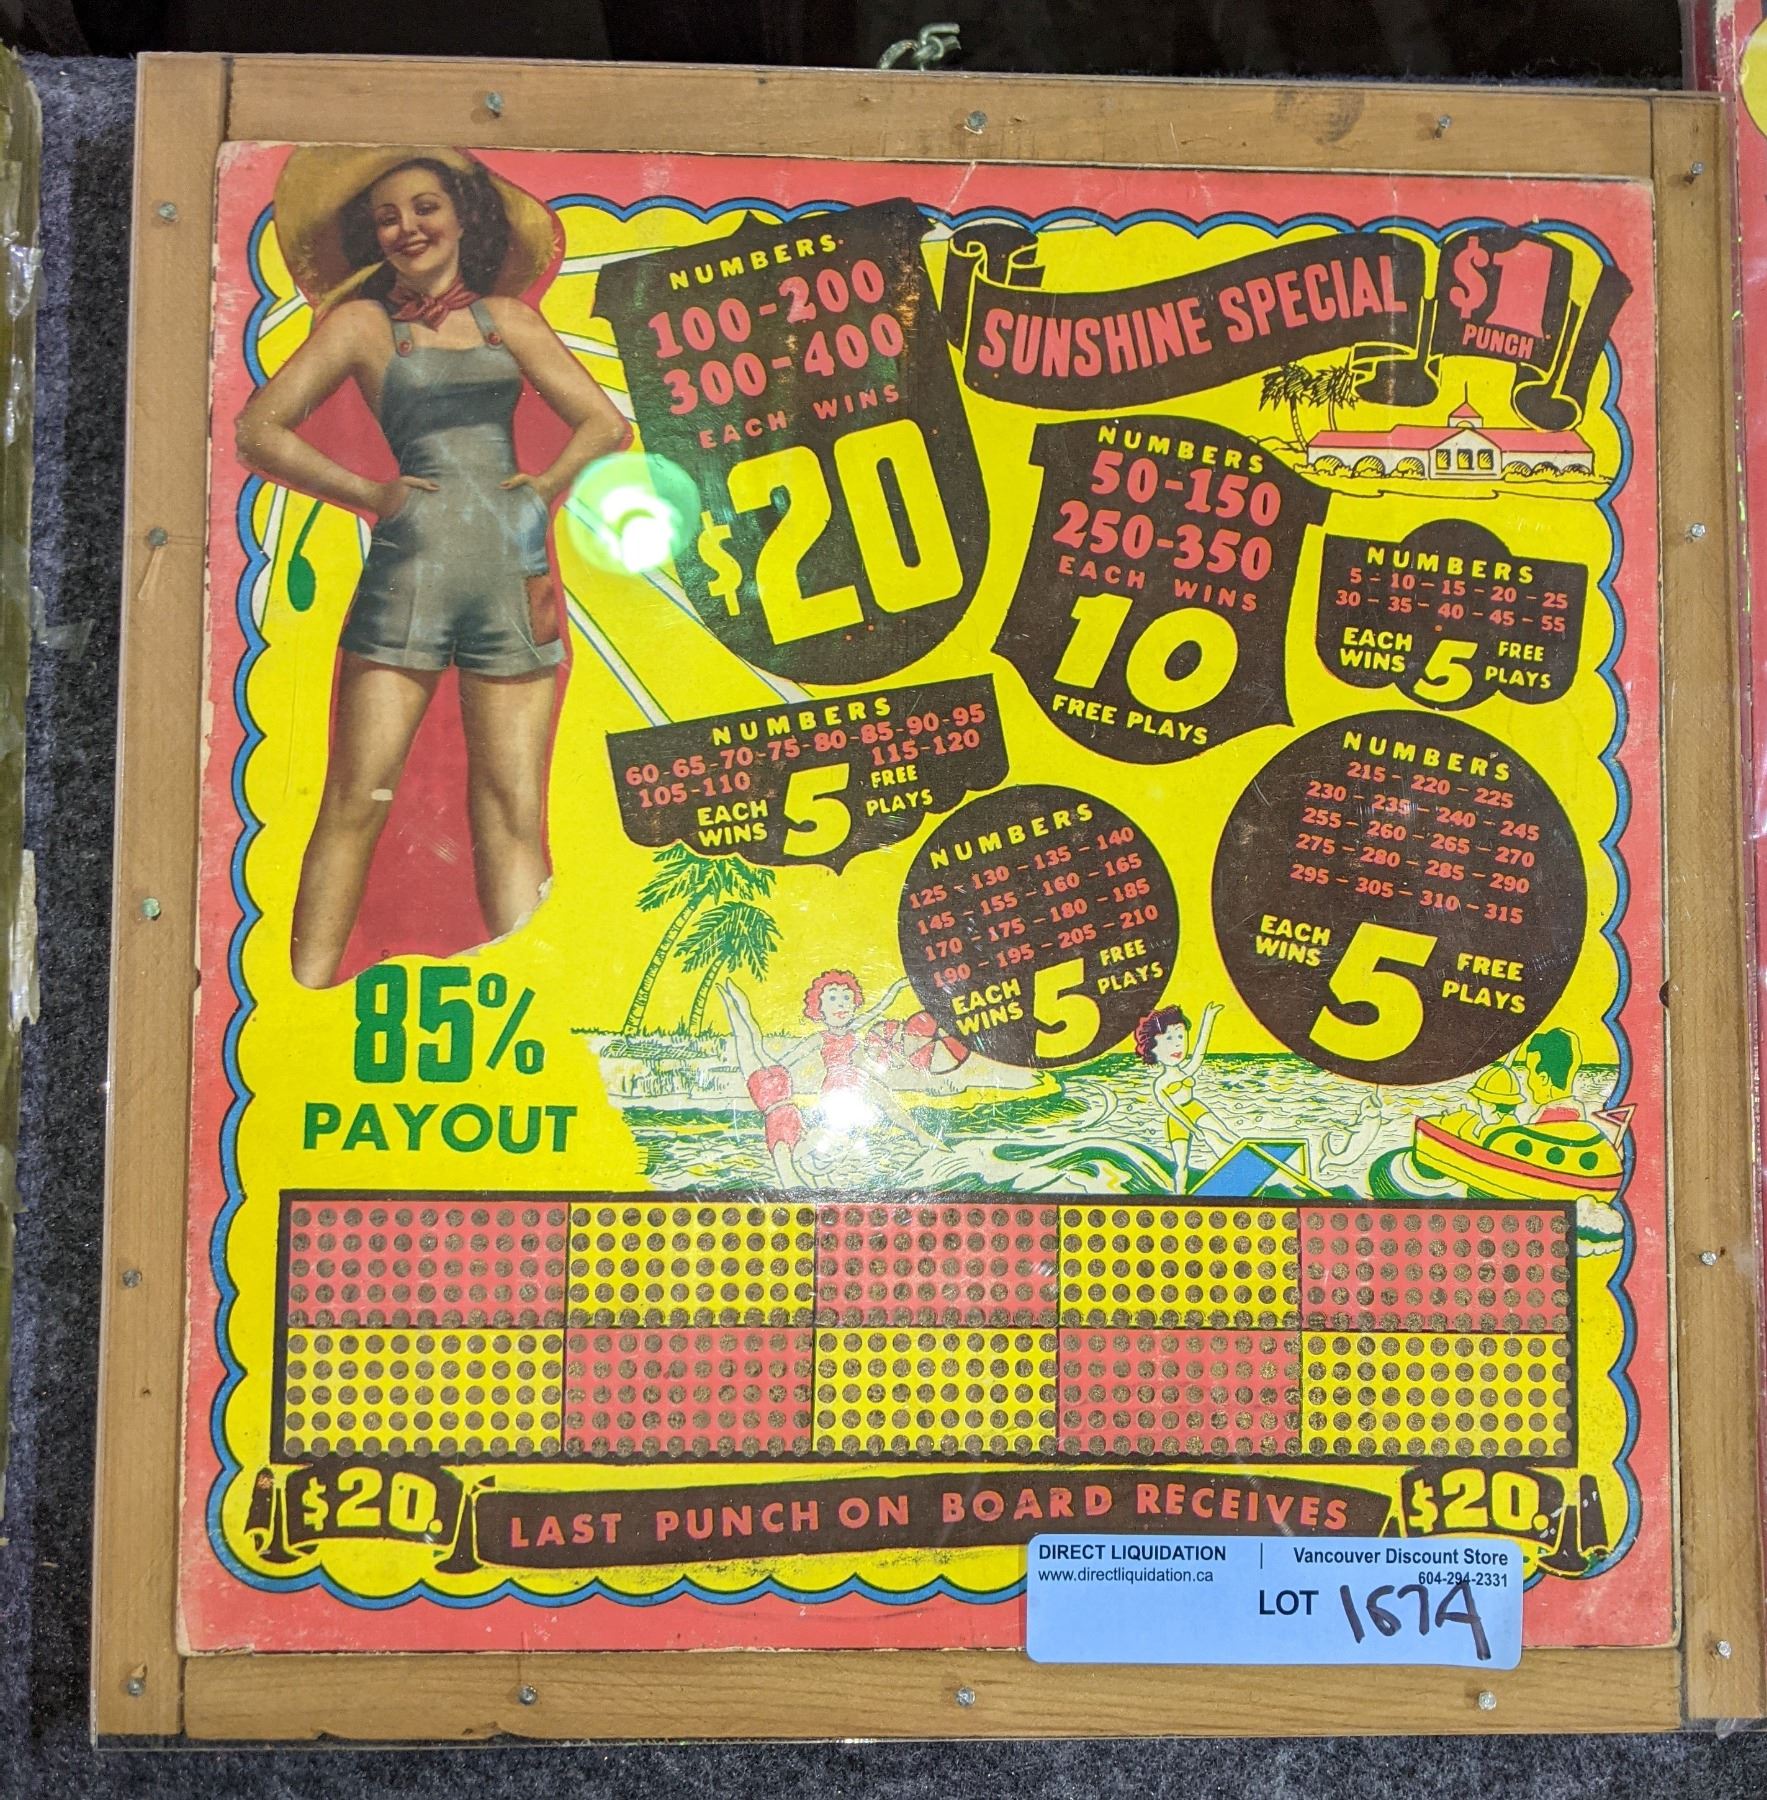 NUMBERS
100-200
300-400
EACH WINS
$20
SUNSHINE SPECIAL
$1
PUNCH
NUMBERS
50-150
250-350
EACH WINS
10
FREE PLAYS
NUMBERS
5 - 10 - 15 - 20 - 25
30 - 35 - 40 - 45 - 55
EACH WINS 5 FREE PLAYS
NUMBERS
60-65-70-75-80-85-90-95
105-110 115-120
EACH WINS 5 FREE PLAYS
NUMBERS
125 - 130 - 135 - 140
145 - 155 - 160 - 165
170 - 175 - 180 - 185
190 - 195 - 205 - 210
EACH WINS 5 FREE PLAYS
NUMBERS
215 - 220 - 225
230 - 235 - 240 - 245
255 - 260 - 265 - 270
275 - 280 - 285 - 290
295 - 305 - 310 - 315
EACH WINS 5 FREE PLAYS
85%
PAYOUT
$20. LAST PUNCH ON BOARD RECEIVES $20.
DIRECT LIQUIDATION | Vancouver Discount Store
www.directliquidation.ca 604-294-2331
LOT 167A